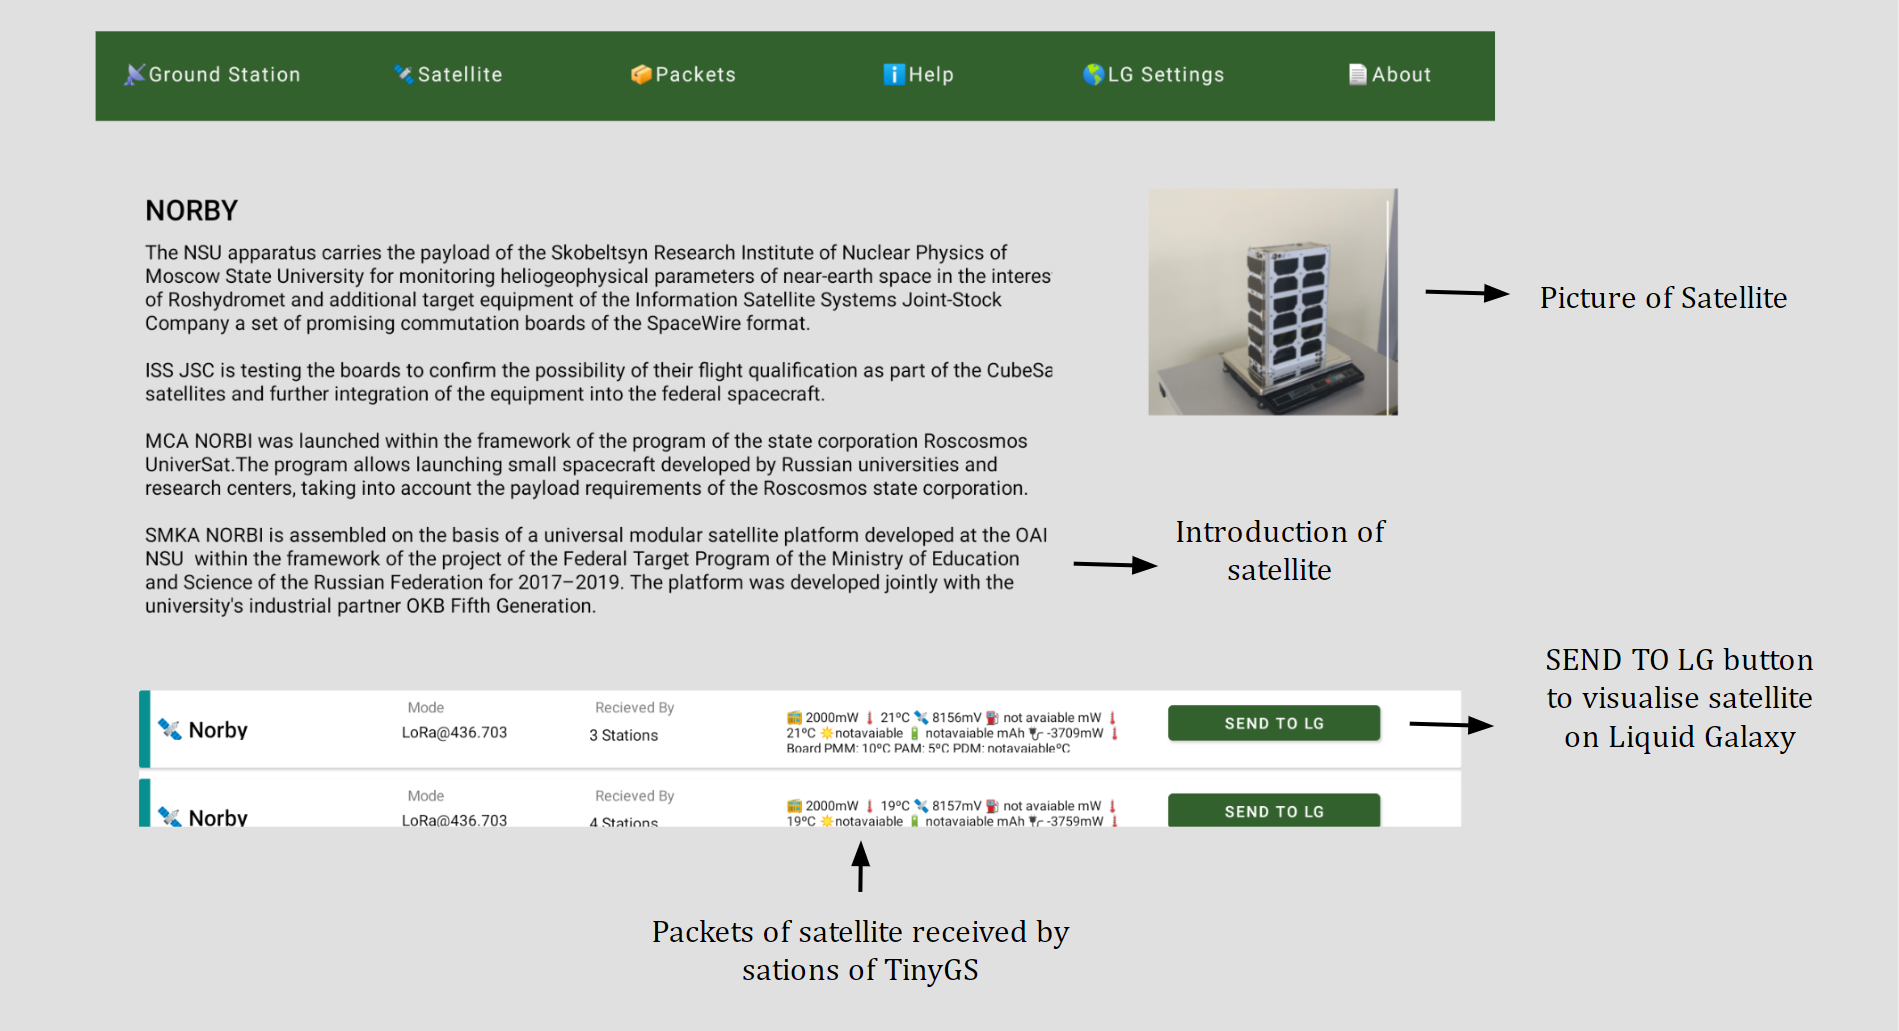 Ground Station Satellite Packets Help LG Settings About
NORBY
The NSU apparatus carries the payload of the Skobeltsyn Research Institute of Nuclear Physics of
Moscow State University for monitoring heliogeophysical parameters of near-earth space in the interes
of Roshydromet and additional target equipment of the Information Satellite Systems Joint-Stock
Company a set of promising commutation boards of the SpaceWire format.
ISS JSC is testing the boards to confirm the possibility of their flight qualification as part of the CubeSa
satellites and further integration of the equipment into the federal spacecraft.
MCA NORBI was launched within the framework of the program of the state corporation Roscosmos
UniverSat.The program allows launching small spacecraft developed by Russian universities and
research centers, taking into account the payload requirements of the Roscosmos state corporation.
SMKA NORBI is assembled on the basis of a universal modular satellite platform developed at the OAI
NSU within the framework of the project of the Federal Target Program of the Ministry of Education
and Science of the Russian Federation for 2017–2019. The platform was developed jointly with the
university's industrial partner OKB Fifth Generation.
Picture of Satellite
Introduction of
satellite
Norby
Mode
LoRa@436.703
Recieved By
3 Stations
2000mW 21ºC 8156mV not avaiable mW
21ºC notavaiable notavaiable mAh -3709mW
Board PMM: 10ºC PAM: 5ºC PDM: notavaiableºC
SEND TO LG
SEND TO LG button
to visualise satellite
on Liquid Galaxy
Norby
Mode
LoRa@436.703
Recieved By
4 Stations
2000mW 19ºC 8157mV not avaiable mW
19ºC notavaiable notavaiable mAh -3759mW
SEND TO LG
Packets of satellite received by
sations of TinyGS